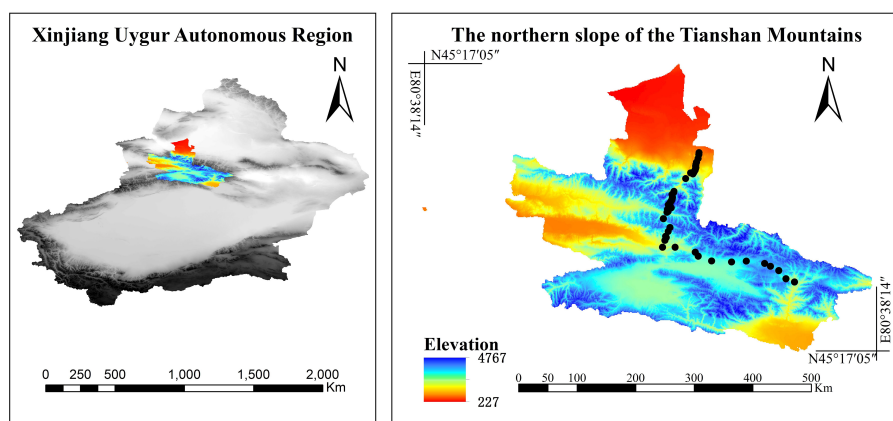 Xinjiang Uygur Autonomous Region
N
0 250 500 1,000 1,500 2,000
Km
The northern slope of the Tianshan Mountains
N45°17′05″
E80°38′14″
N
E80°38′14″
N45°17′05″
Elevation
4767
227
0 50 100 200 300 400 500
Km